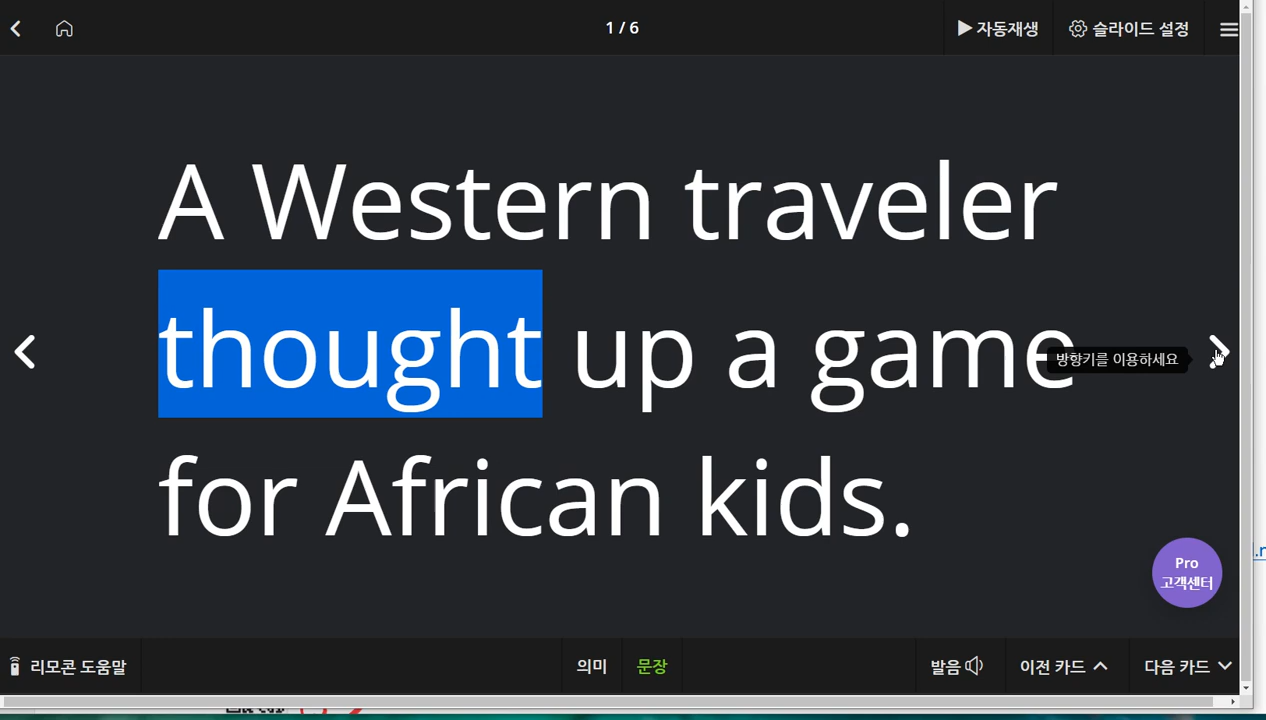 1 / 6
자동재생
슬라이드 설정
A Western traveler
thought up a game
방향키를 이용하세요
for African kids.
Pro
고객센터
리모콘 도움말
의미
문장
발음
이전 카드
다음 카드